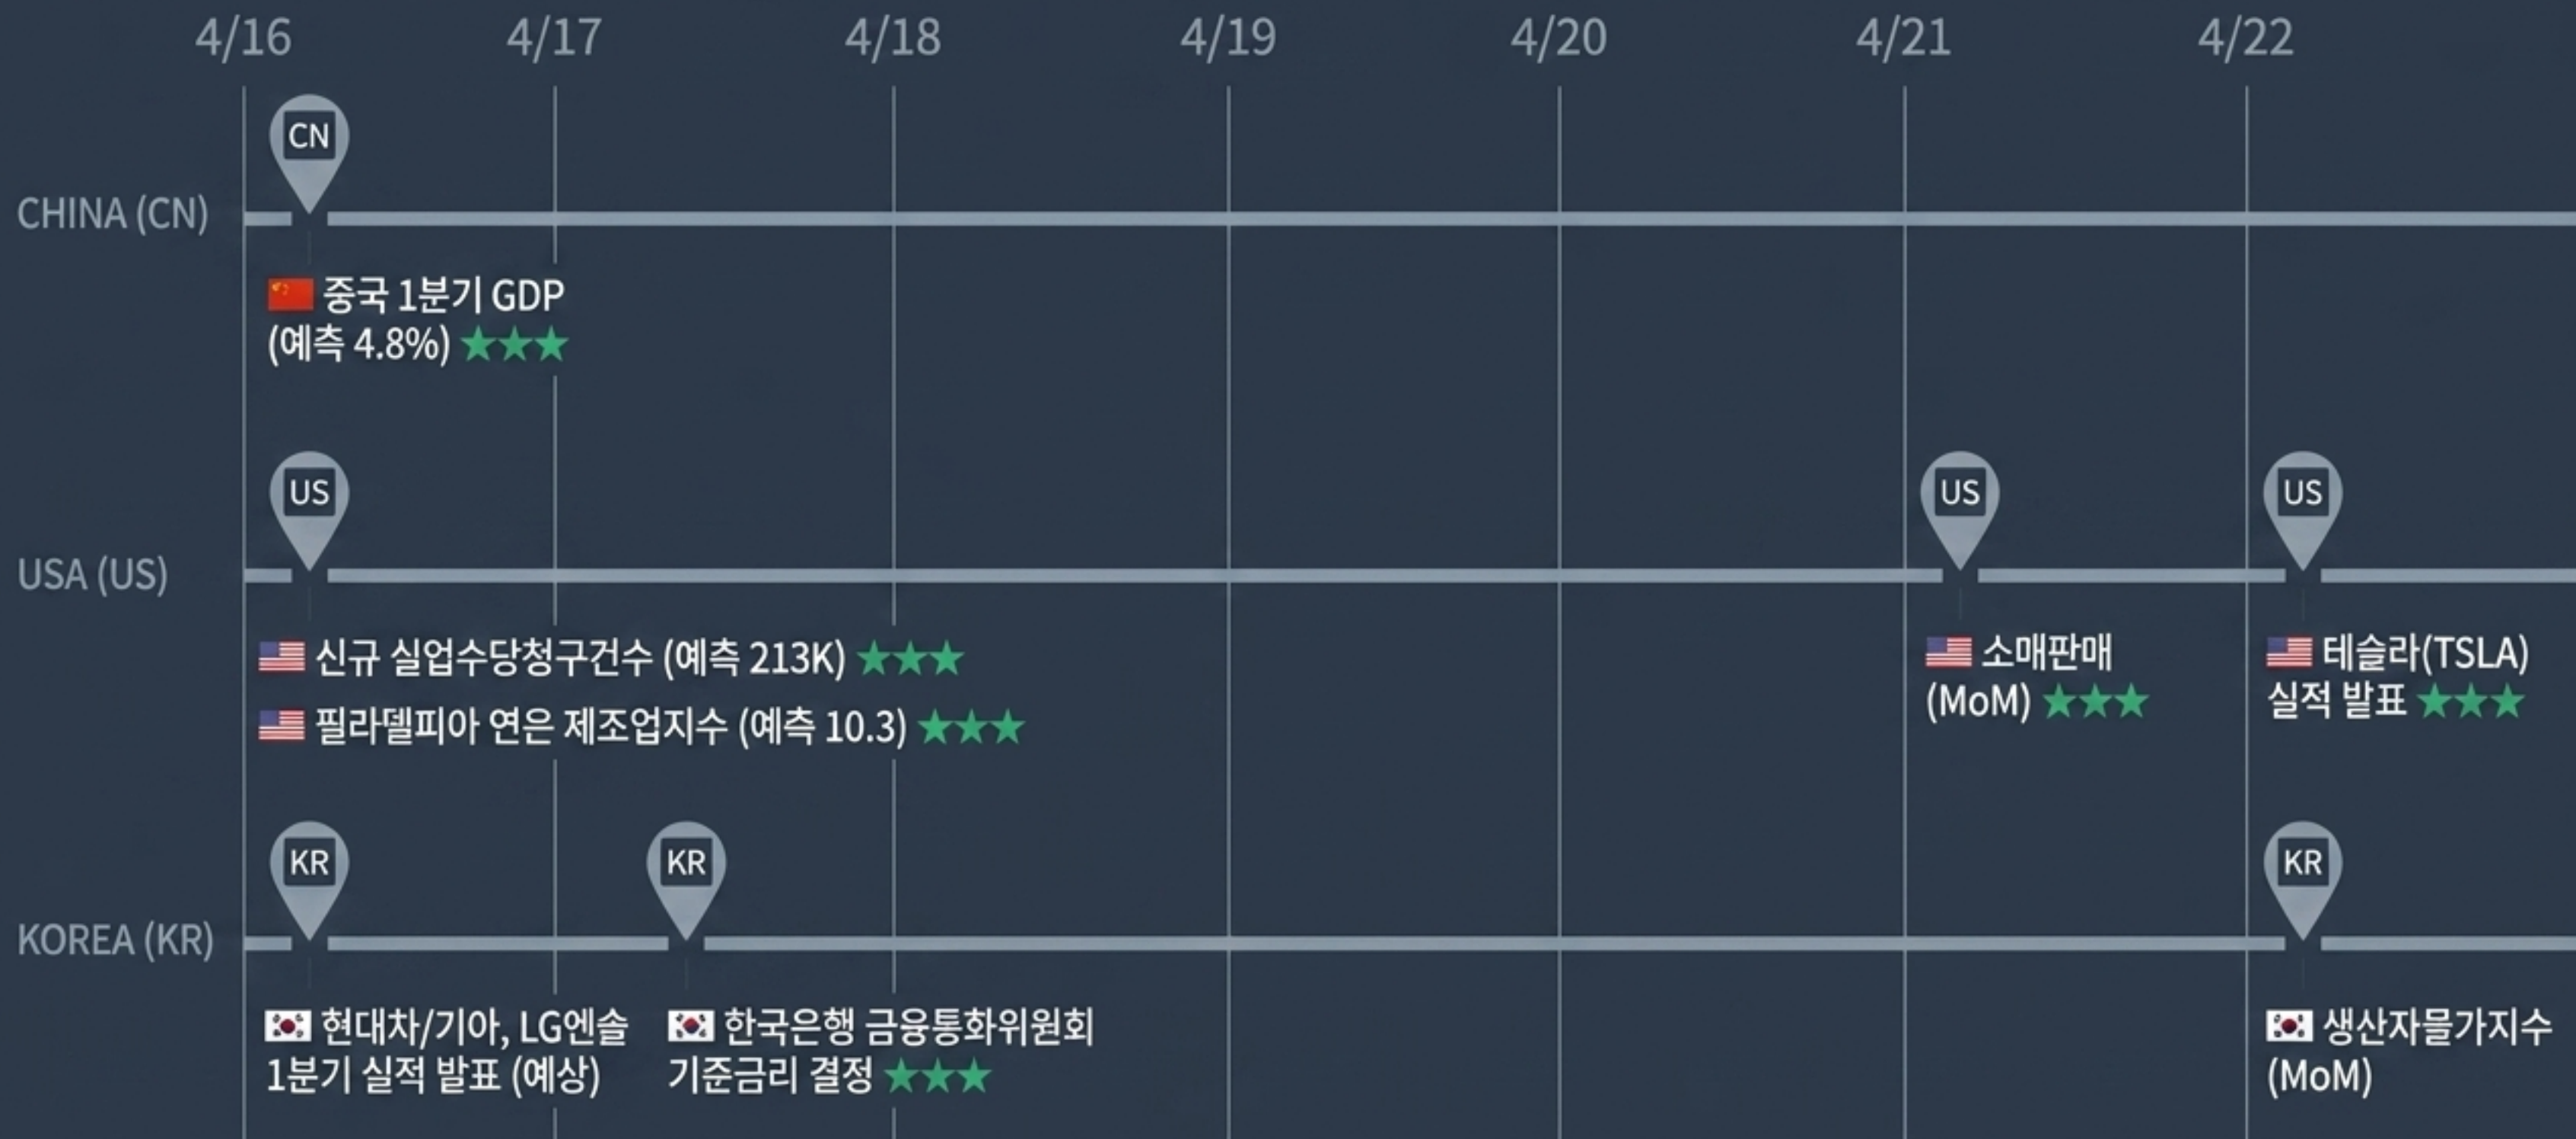 4/16 4/17 4/18 4/19 4/20 4/21 4/22
CN
CHINA (CN)
중국 1분기 GDP
(예측 4.8%) ★★★
US US US
USA (US)
신규 실업수당청구건수 (예측 213K) ★★★
필라델피아 연은 제조업지수 (예측 10.3) ★★★
소매판매
(MoM) ★★★
테슬라(TSLA)
실적 발표 ★★★
KR KR KR
KOREA (KR)
현대차/기아, LG엔솔
1분기 실적 발표 (예상)
한국은행 금융통화위원회
기준금리 결정 ★★★
생산자물가지수
(MoM)